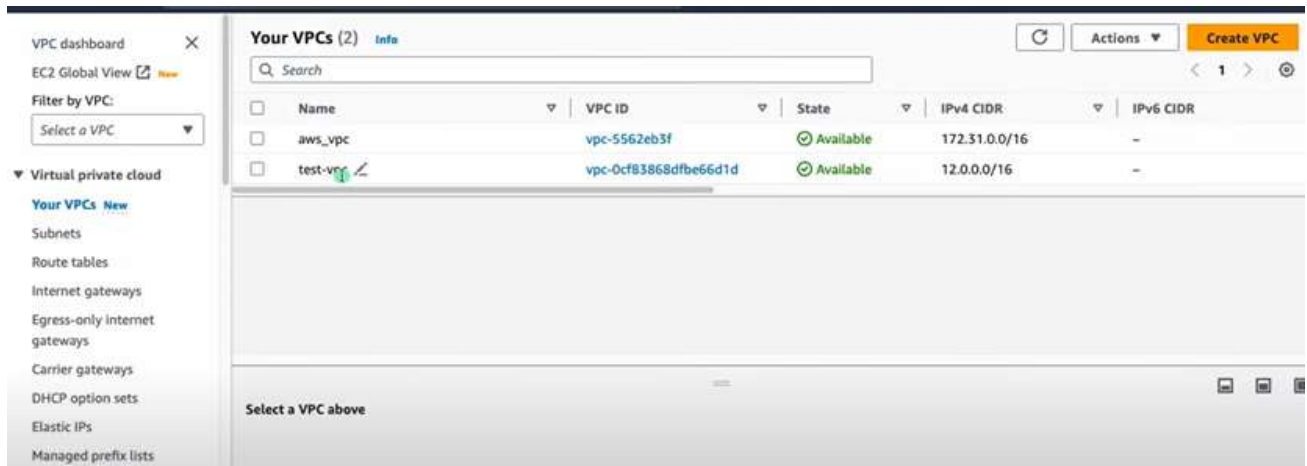 VPC dashboard
EC2 Global View New
Filter by VPC:
Select a VPC
Virtual private cloud
Your VPCs New
Subnets
Route tables
Internet gateways
Egress-only internet
gateways
Carrier gateways
DHCP option sets
Elastic IPs
Managed prefix lists
Your VPCs (2) Info
Actions
Create VPC
Search
1
Name VPC ID State IPv4 CIDR IPv6 CIDR
aws_vpc vpc-5562eb3f Available 172.31.0.0/16 –
test-vpc vpc-0cf83868dfbe66d1d Available 12.0.0.0/16 –
Select a VPC above